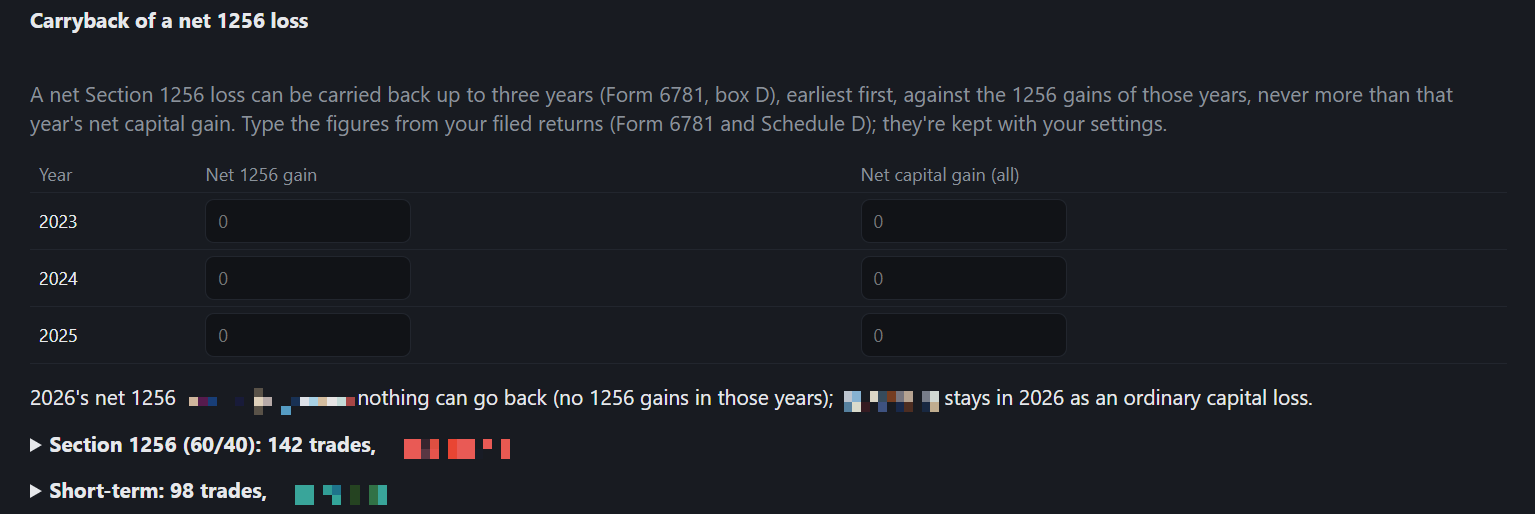 Carryback of a net 1256 loss
A net Section 1256 loss can be carried back up to three years (Form 6781, box D), earliest first, against the 1256 gains of those years, never more than that
year's net capital gain. Type the figures from your filed returns (Form 6781 and Schedule D); they're kept with your settings.
Year Net 1256 gain Net capital gain (all)
2023 0 0
2024 0 0
2025 0 0
2026's net 1256 nothing can go back (no 1256 gains in those years); stays in 2026 as an ordinary capital loss.
Section 1256 (60/40): 142 trades,
Short-term: 98 trades,